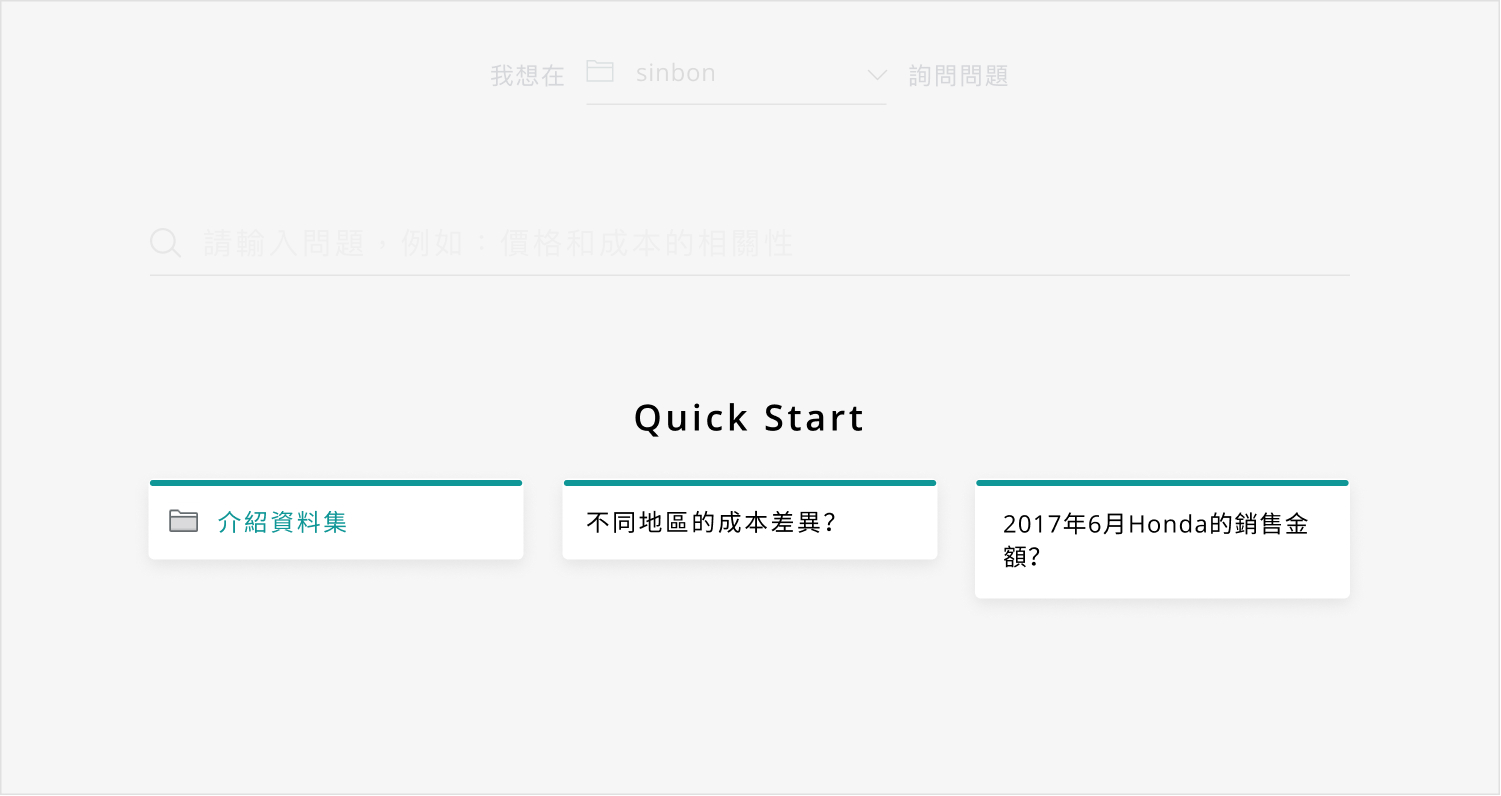 我想在 sinbon 詢問問題
請輸入問題，例如：價格和成本的相關性
Quick Start
介紹資料集
不同地區的成本差異?
2017年6月Honda的銷售金
額?